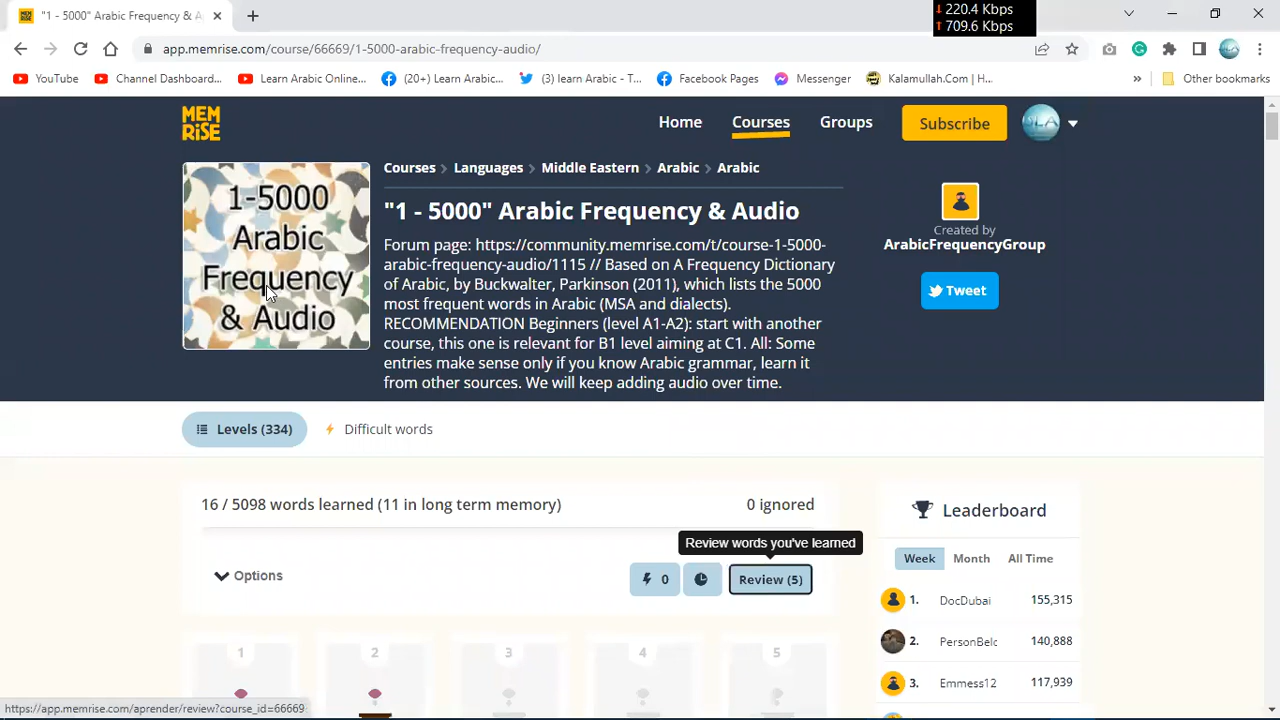 "1 - 5000" Arabic Frequency & A
220.4 Kbps
709.6 Kbps
app.memrise.com/course/66669/1-5000-arabic-frequency-audio/
YouTube
Channel Dashboard...
Learn Arabic Online...
(20+) Learn Arabic...
(3) learn Arabic - T...
Facebook Pages
Messenger
Kalamullah.Com | H...
»
Other bookmarks
MEM
RiSE
Home
Courses
Groups
Subscribe
SLA
1-5000
Arabic
Frequency
& Audio
Courses > Languages > Middle Eastern > Arabic > Arabic
"1 - 5000" Arabic Frequency & Audio
Forum page: https://community.memrise.com/t/course-1-5000-
arabic-frequency-audio/1115 // Based on A Frequency Dictionary
of Arabic, by Buckwalter, Parkinson (2011), which lists the 5000
most frequent words in Arabic (MSA and dialects).
RECOMMENDATION Beginners (level A1-A2): start with another
course, this one is relevant for B1 level aiming at C1. All: Some
entries make sense only if you know Arabic grammar, learn it
from other sources. We will keep adding audio over time.
Created by
ArabicFrequencyGroup
Tweet
Levels (334)
Difficult words
16 / 5098 words learned (11 in long term memory)
0 ignored
Review words you've learned
Options
0
Review (5)
1
2
3
4
5
Leaderboard
Week
Month
All Time
1. DocDubai 155,315
2. PersonBelc 140,888
3. Emmess12 117,939
https://app.memrise.com/aprender/review?course_id=66669